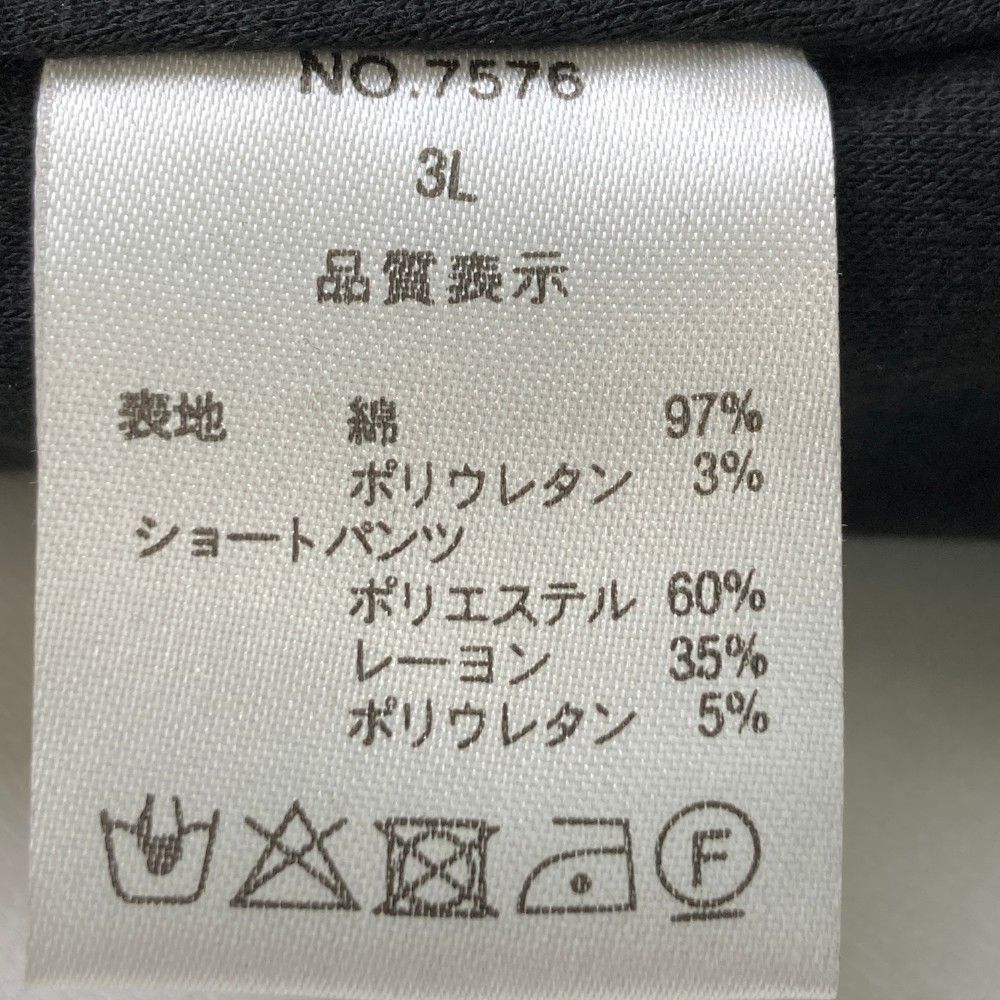 NO.7576
3L
品質表示
表地 綿 97%
ポリウレタン 3%
ショートパンツ
ポリエステル 60%
レーヨン 35%
ポリウレタン 5%
F